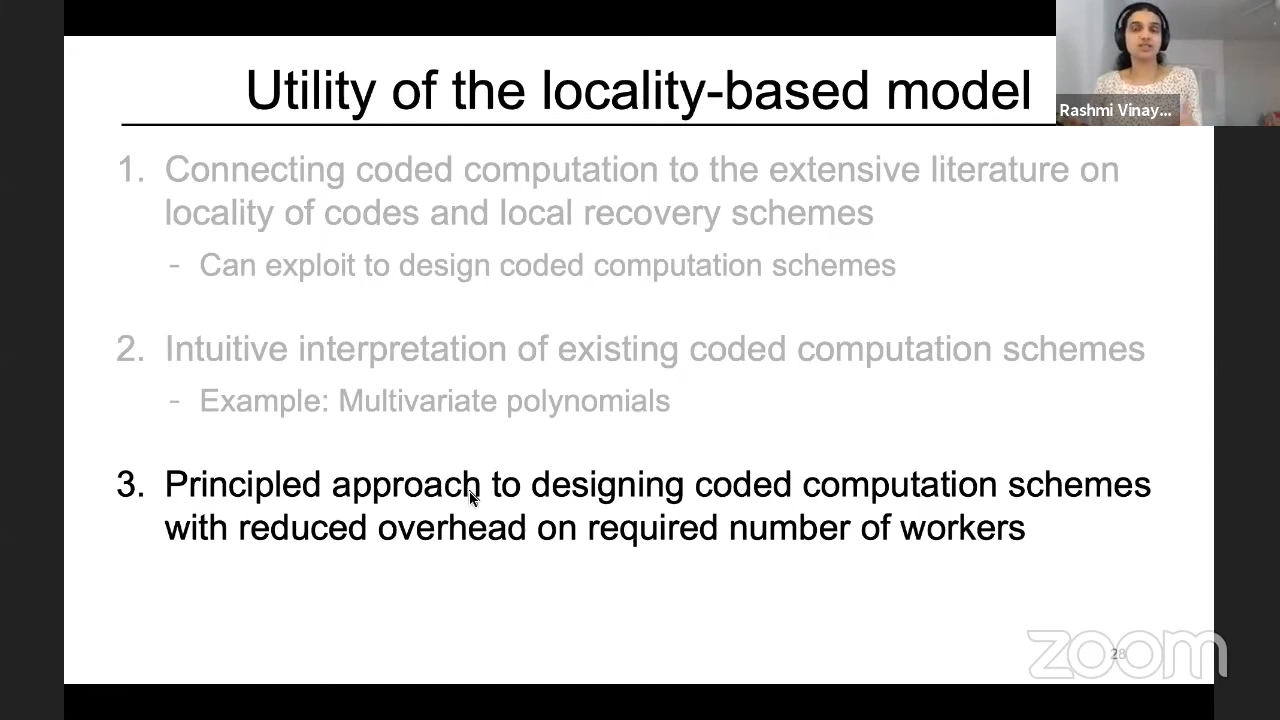 Utility of the locality-based model
Rashmi Vinay...
1. Connecting coded computation to the extensive literature on
locality of codes and local recovery schemes
- Can exploit to design coded computation schemes
2. Intuitive interpretation of existing coded computation schemes
- Example: Multivariate polynomials
3. Principled approach to designing coded computation schemes
with reduced overhead on required number of workers
28
zoom